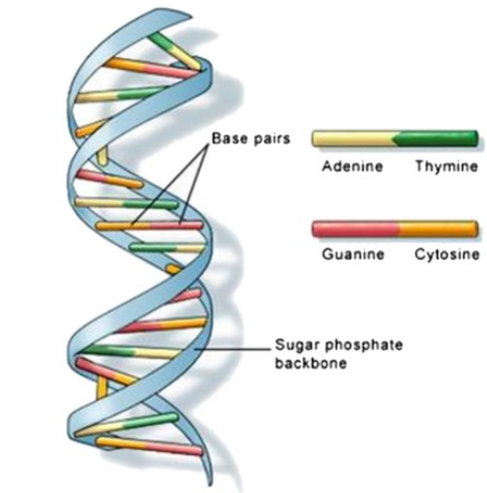 Base pairs
Adenine Thymine
Guanine Cytosine
Sugar phosphate
backbone